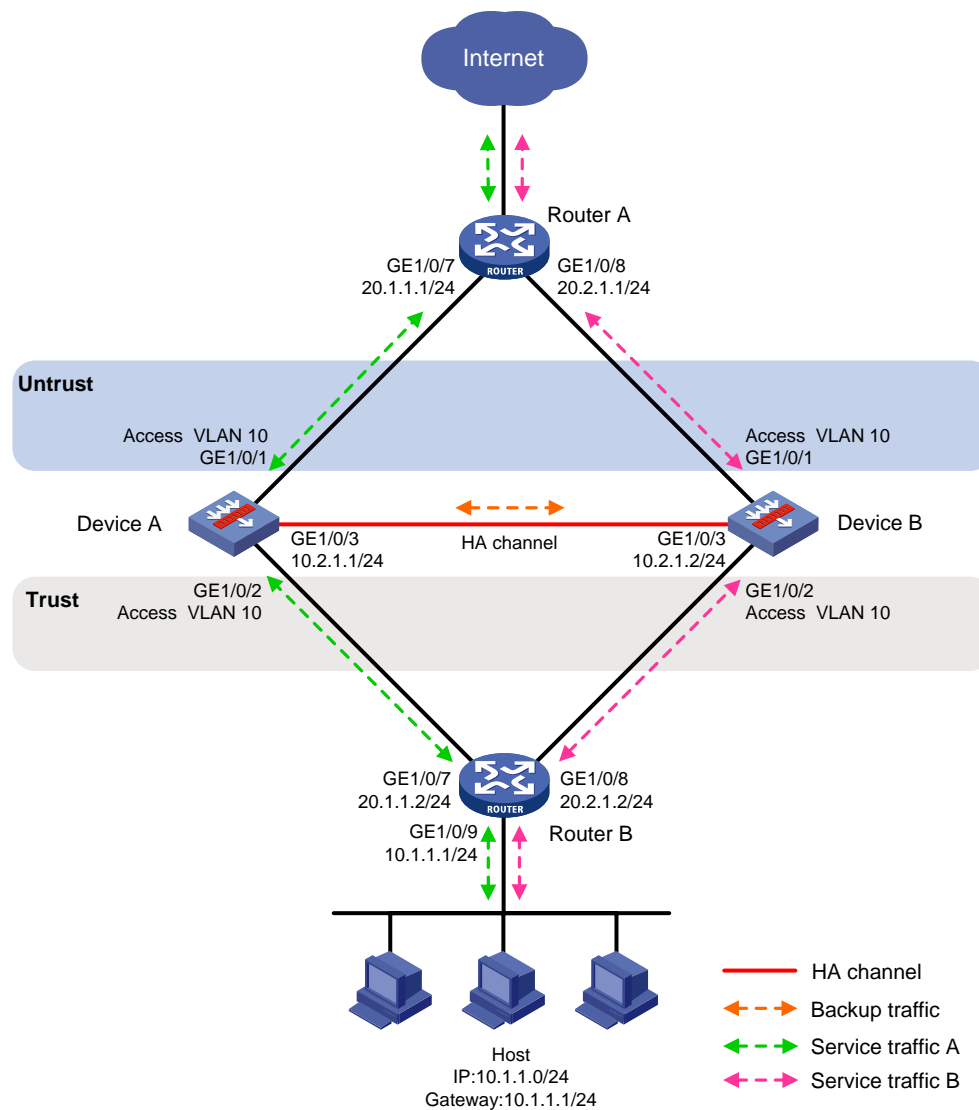 Internet
Router A
ROUTER
GE1/0/7
20.1.1.1/24
GE1/0/8
20.2.1.1/24
Untrust
Access VLAN 10
GE1/0/1
Access VLAN 10
GE1/0/1
Device A
Device B
GE1/0/3
10.2.1.1/24
HA channel
GE1/0/3
10.2.1.2/24
Trust
GE1/0/2
Access VLAN 10
GE1/0/2
Access VLAN 10
GE1/0/7
20.1.1.2/24
ROUTER
GE1/0/8
20.2.1.2/24
GE1/0/9
10.1.1.1/24
Router B
Host
IP:10.1.1.0/24
Gateway:10.1.1.1/24
HA channel
Backup traffic
Service traffic A
Service traffic B